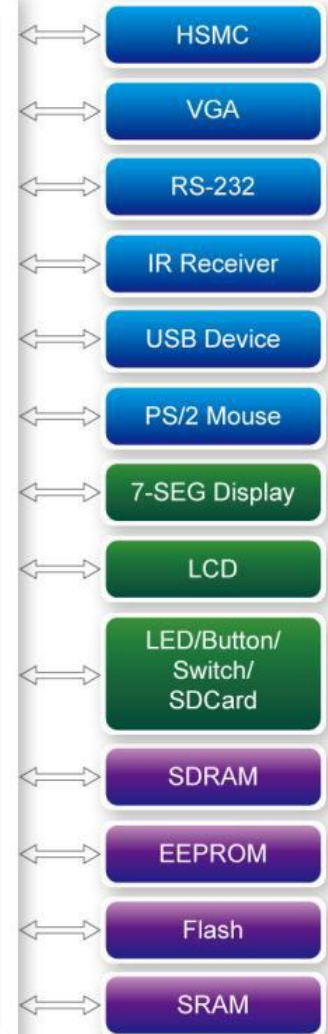 HSMC
VGA
RS-232
IR Receiver
USB Device
PS/2 Mouse
7-SEG Display
LCD
LED/Button/
Switch/
SDCard
SDRAM
EEPROM
Flash
SRAM